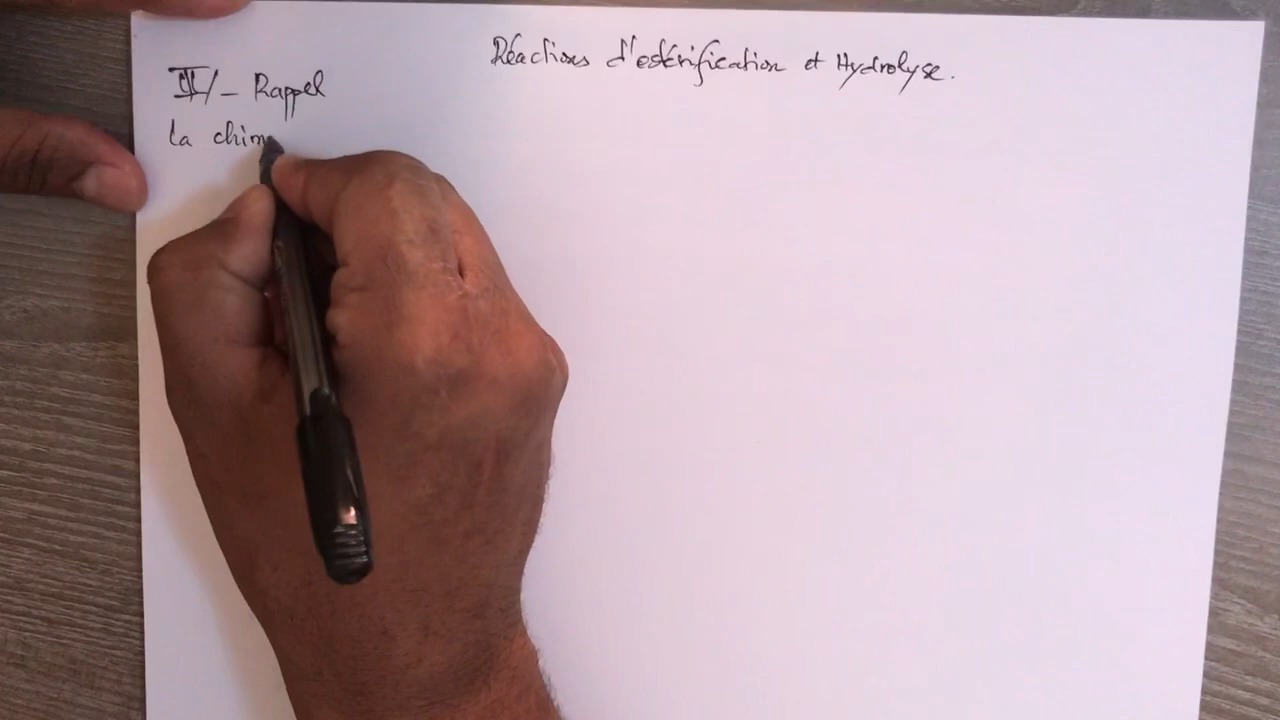 Réactions d'estérification et Hydrolyse.
II/- Rappel
La chim